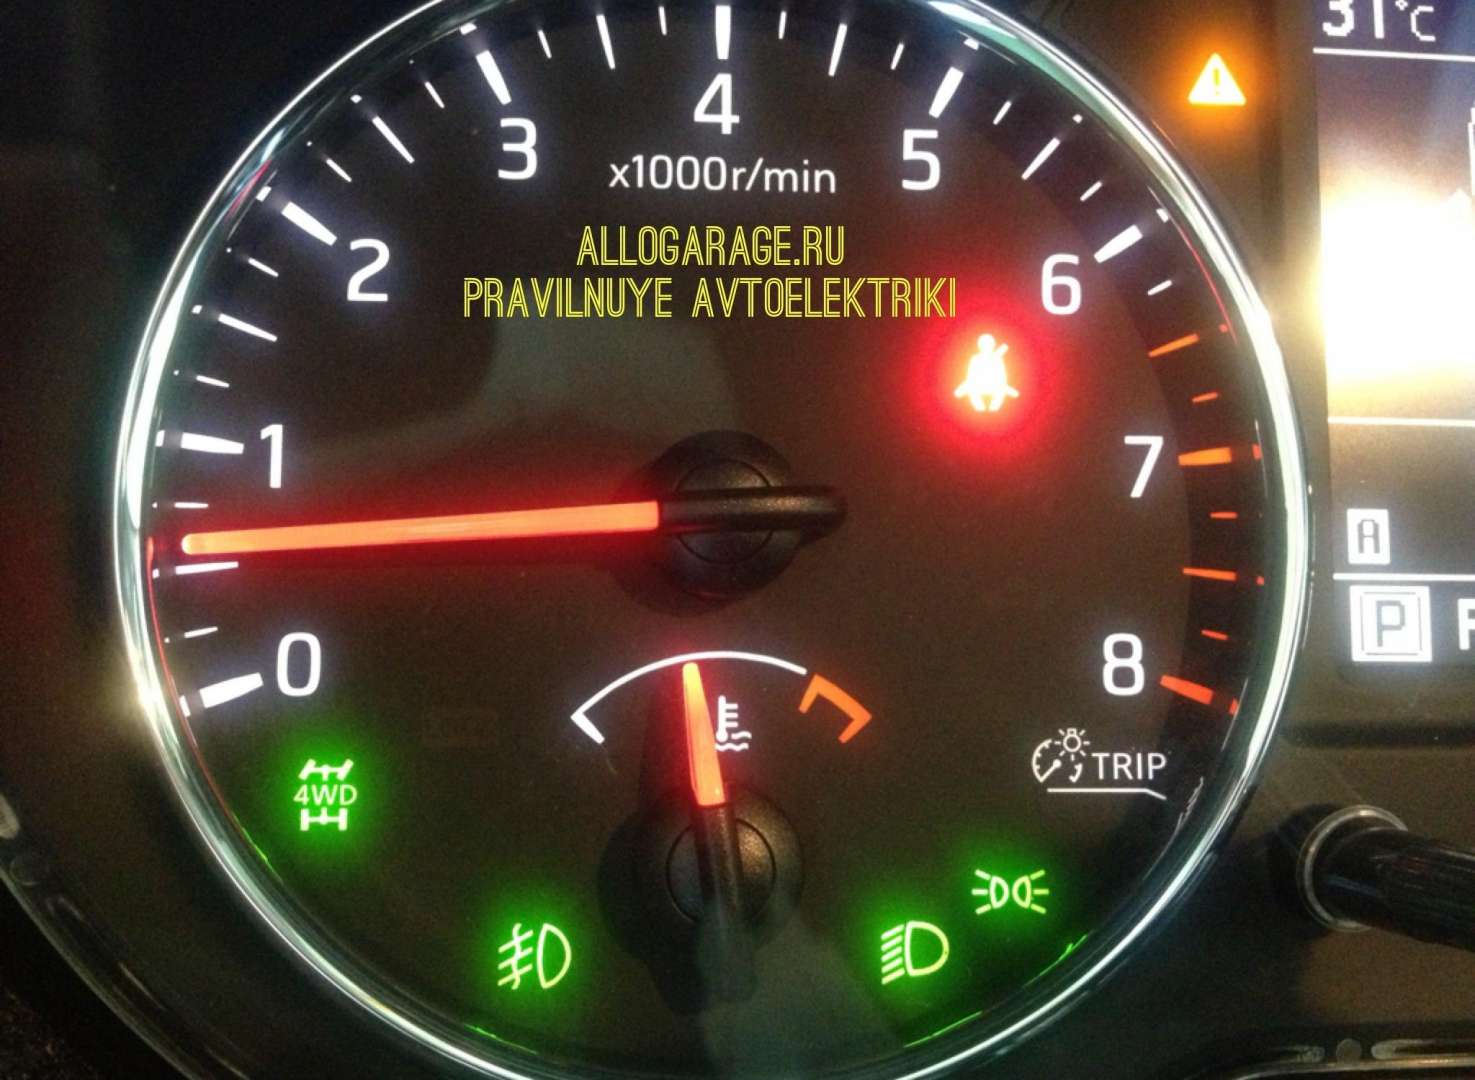 31°C
4
3
5
x1000r/min
ALLOGARAGE.RU
PRAVILNUYE AVTOELEKTRIKI
2
6
1
7
A
P
0
8
TRIP
4WD